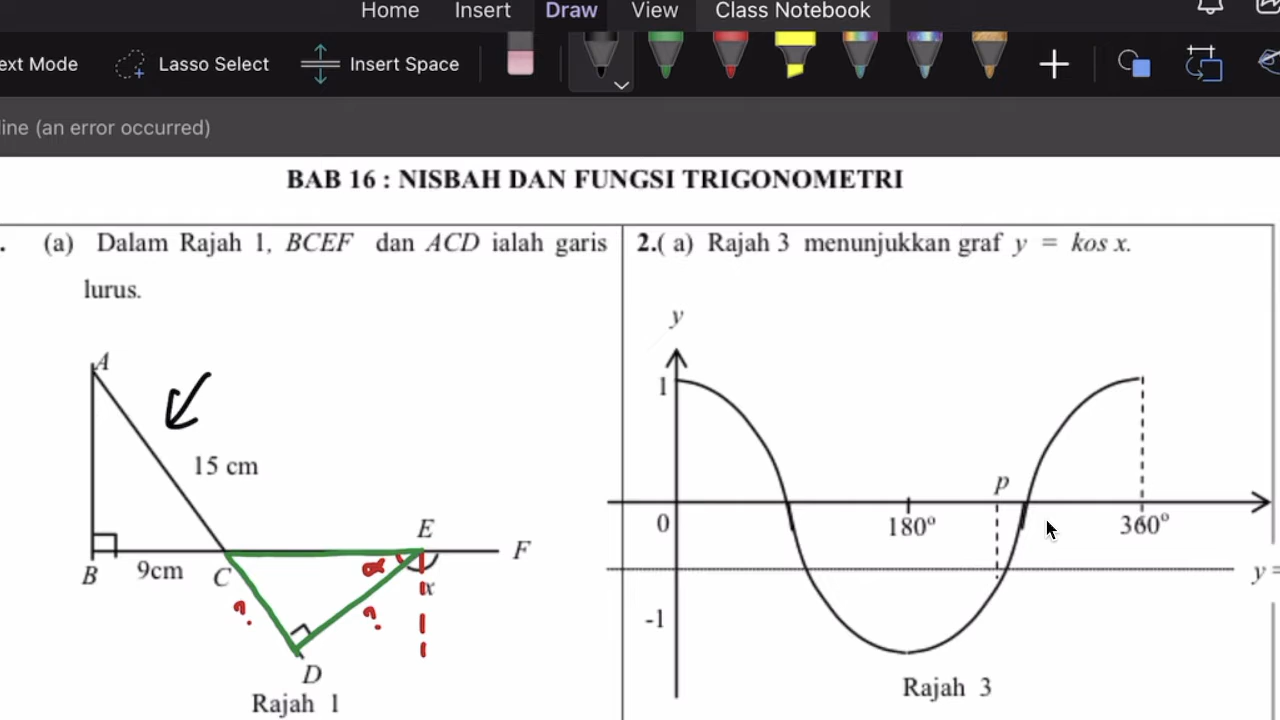 Home Insert Draw View Class Notebook
ext Mode Lasso Select Insert Space
line (an error occurred)
BAB 16 : NISBAH DAN FUNGSI TRIGONOMETRI
. (a) Dalam Rajah 1, BCEF dan ACD ialah garis
lurus.
A
15 cm
E
F
B 9cm C
α
x
?
?
D
Rajah 1
2.( a) Rajah 3 menunjukkan graf y = kos x.
y
1
p
0 180° 360°
y =
-1
Rajah 3